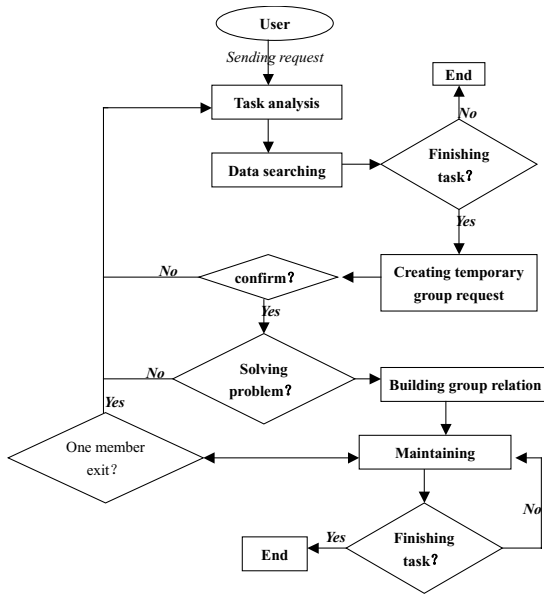 User
Sending request
End
Task analysis
No
Finishing
task?
Data searching
Yes
Creating temporary
group request
No
confirm?
Yes
Solving
problem?
No
Building group relation
Yes
One member
exit?
Maintaining
No
Yes
Finishing
task?
End